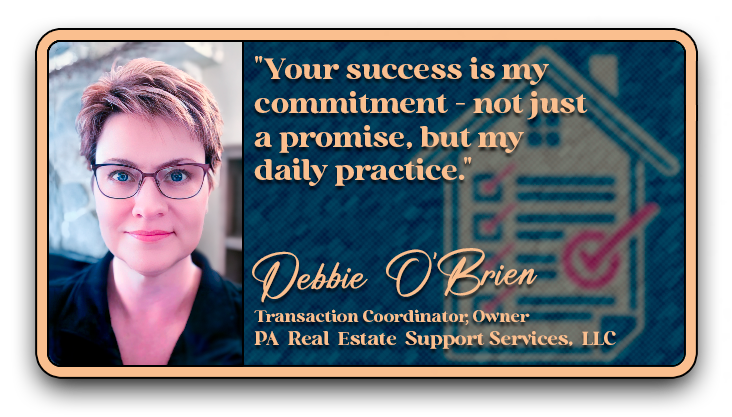 "Your success is my
commitment - not just
a promise, but my
daily practice."
Debbie O'Brien
Transaction Coordinator, Owner
PA Real Estate Support Services, LLC